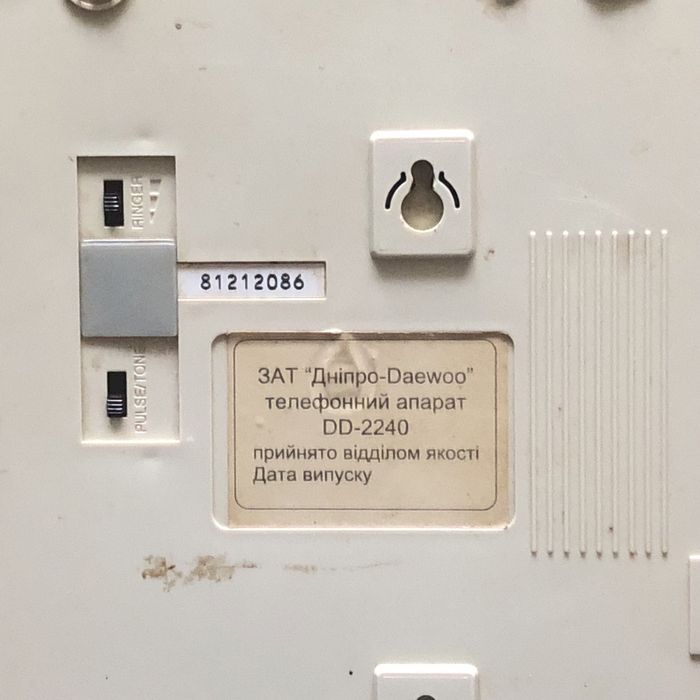 RINGER
81212086
PULSE/TONE
ЗАТ "Дніпро-Daewoo"
телефонний апарат
DD-2240
прийнято відділом якості
Дата випуску